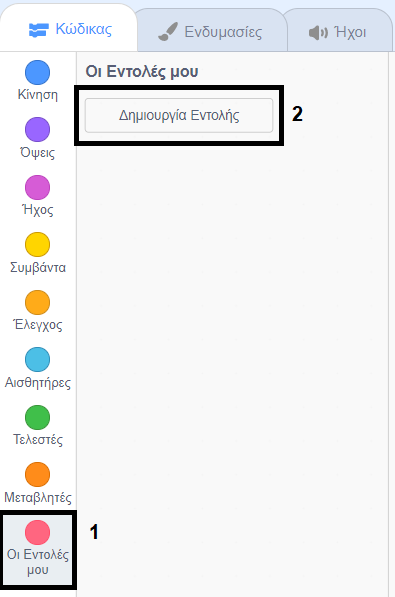 Κώδικας
Ενδυμασίες
Ήχοι
Κίνηση
Όψεις
Ήχος
Συμβάντα
Έλεγχος
Αισθητήρες
Τελεστές
Μεταβλητές
Οι Εντολές
μου
1
Οι Εντολές μου
Δημιουργία Εντολής
2